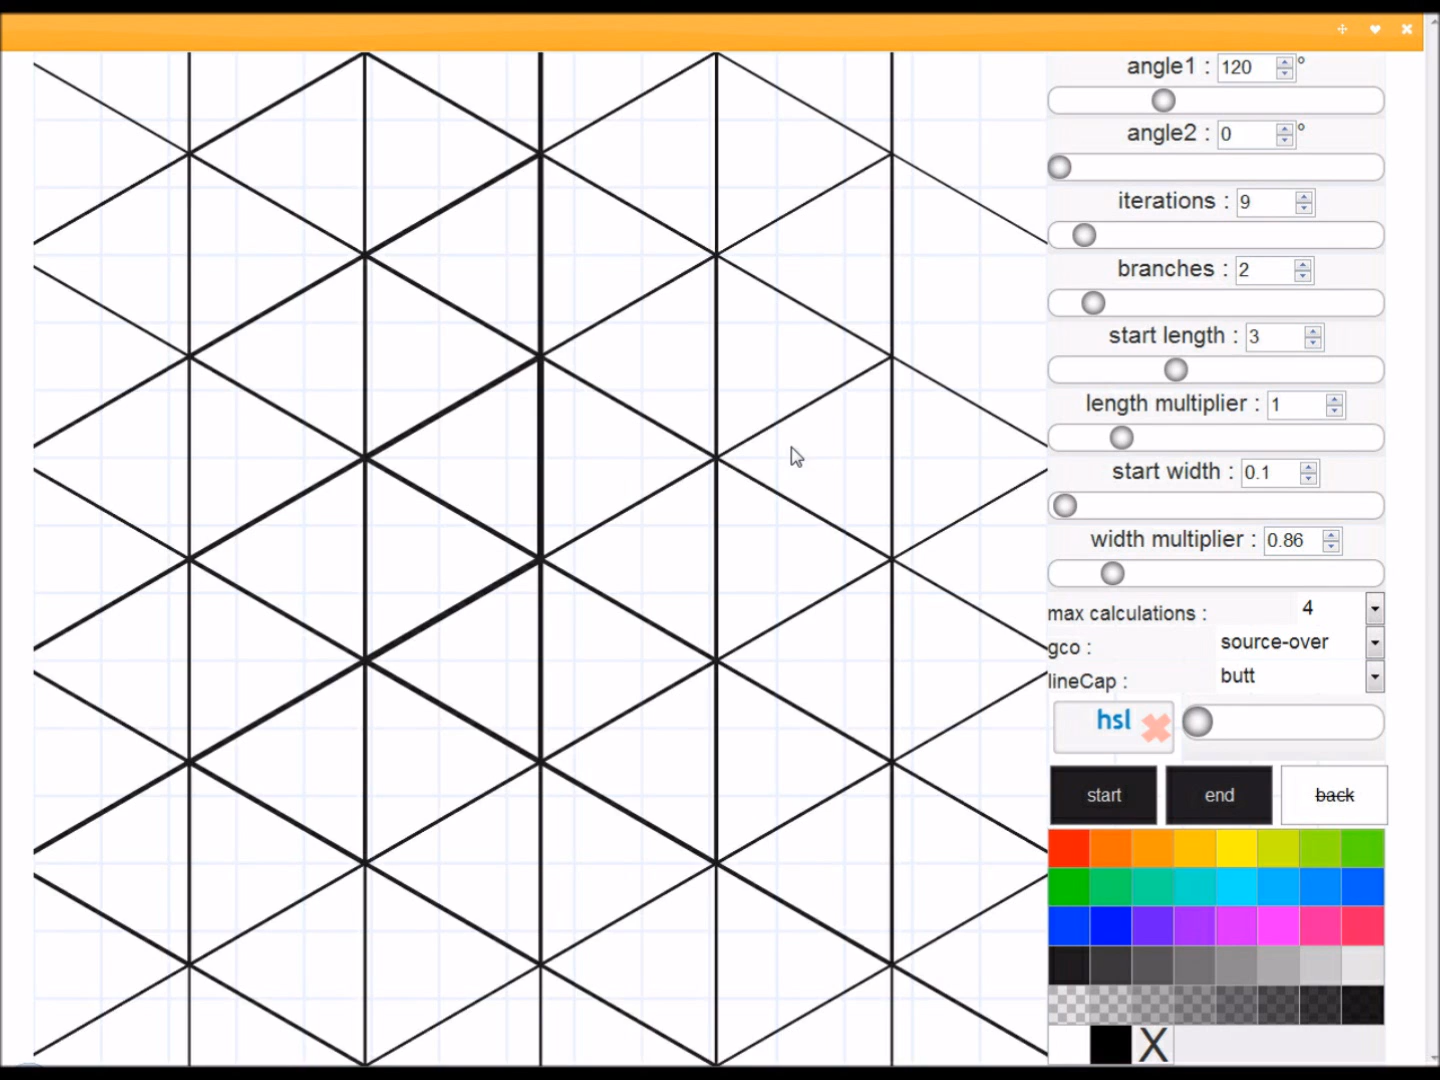 angle1 : 120 °
angle2 : 0 °
iterations : 9
branches : 2
start length : 3
length multiplier : 1
start width : 0.1
width multiplier : 0.86
max calculations : 4
gco : source-over
lineCap : butt
hsl
start end back
X